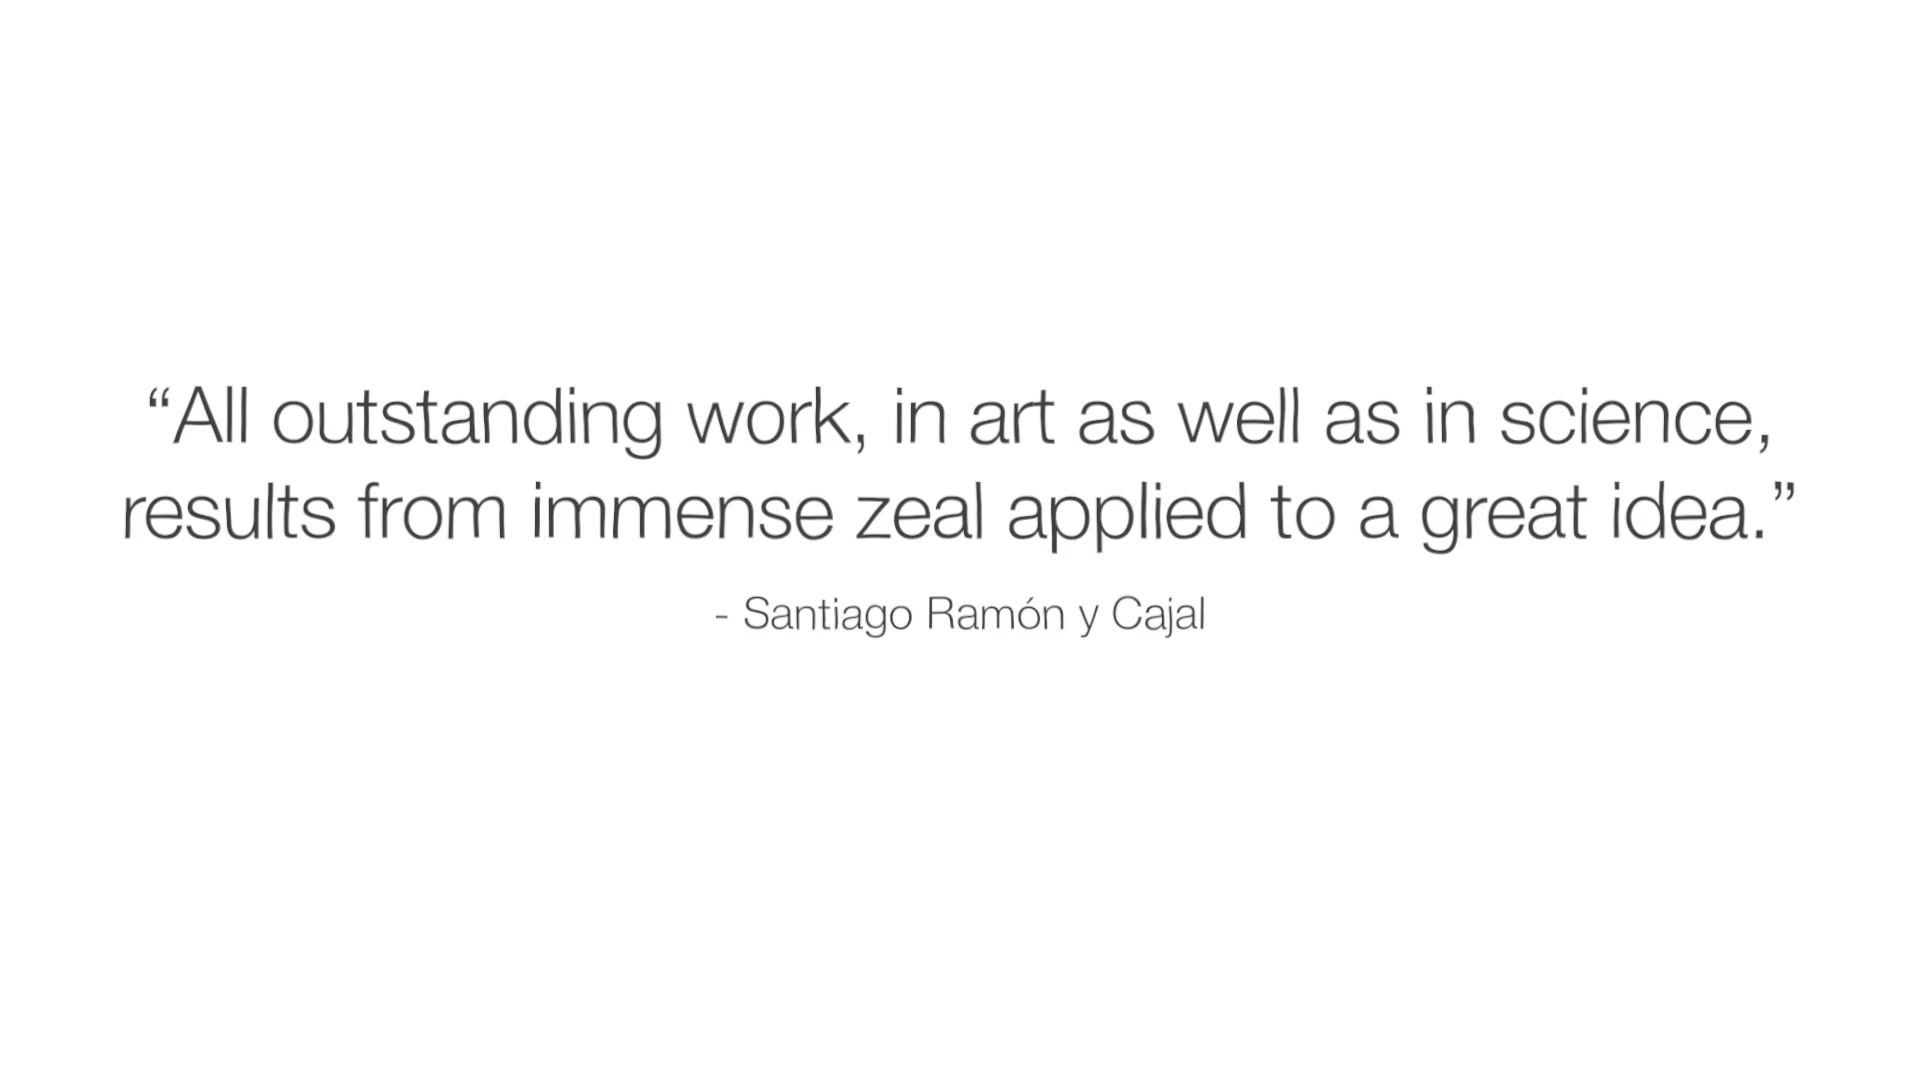 “All outstanding work, in art as well as in science,
results from immense zeal applied to a great idea.”
- Santiago Ramón y Cajal